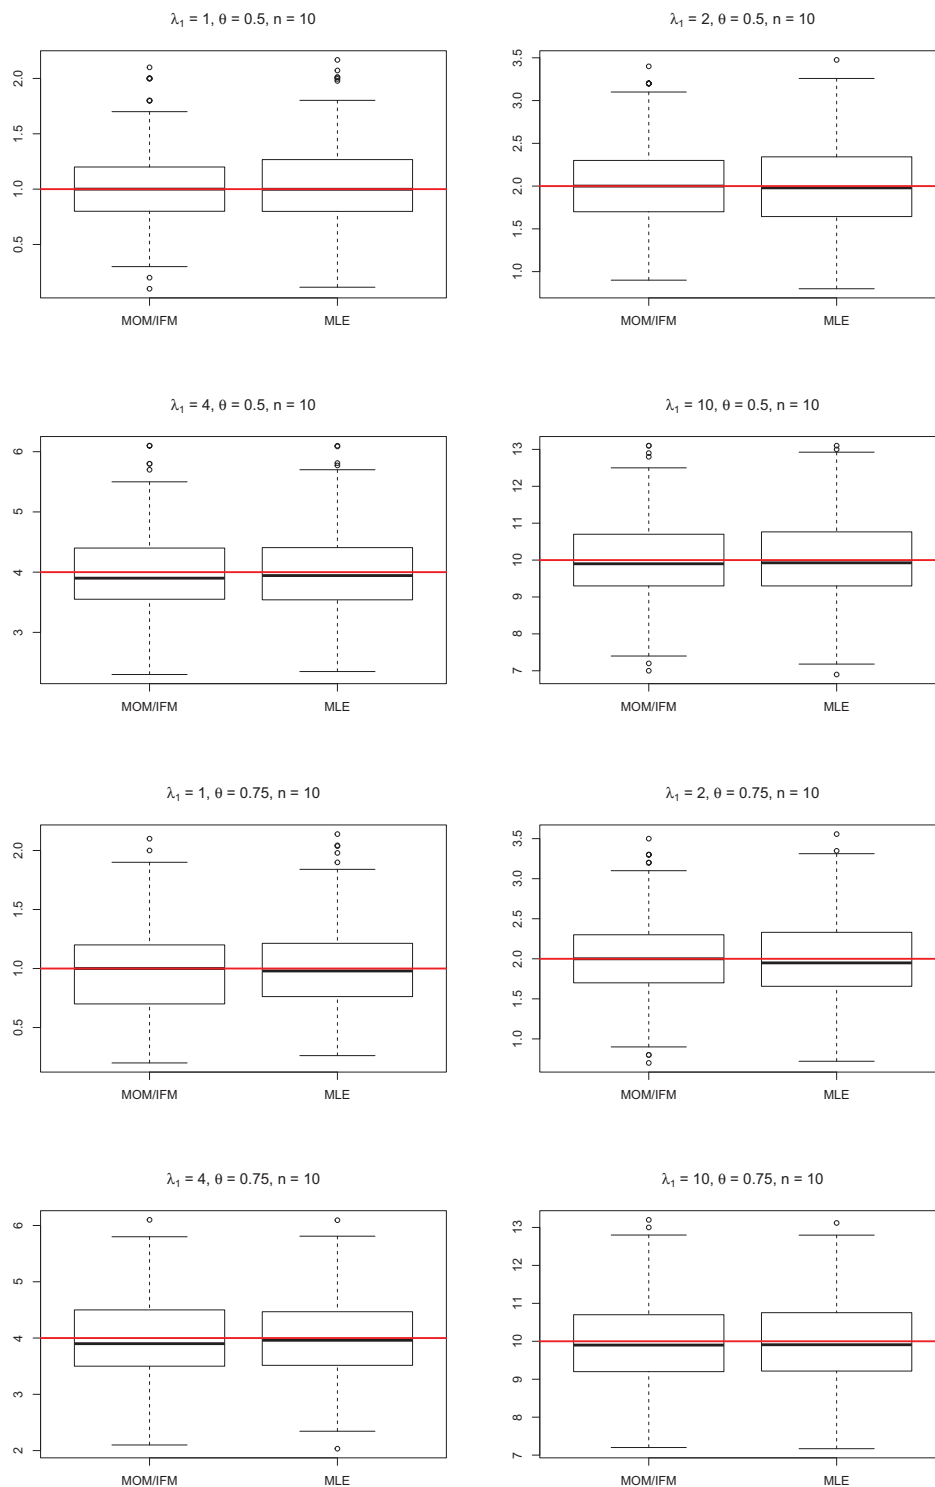 λ₁ = 1, θ = 0.5, n = 10
0.5 1.0 1.5 2.0
MOM/IFM MLE
λ₁ = 2, θ = 0.5, n = 10
1.0 1.5 2.0 2.5 3.0 3.5
MOM/IFM MLE
λ₁ = 4, θ = 0.5, n = 10
3 4 5 6
MOM/IFM MLE
λ₁ = 10, θ = 0.5, n = 10
7 8 9 10 11 12 13
MOM/IFM MLE
λ₁ = 1, θ = 0.75, n = 10
0.5 1.0 1.5 2.0
MOM/IFM MLE
λ₁ = 2, θ = 0.75, n = 10
1.0 1.5 2.0 2.5 3.0 3.5
MOM/IFM MLE
λ₁ = 4, θ = 0.75, n = 10
2 3 4 5 6
MOM/IFM MLE
λ₁ = 10, θ = 0.75, n = 10
7 8 9 10 11 12 13
MOM/IFM MLE